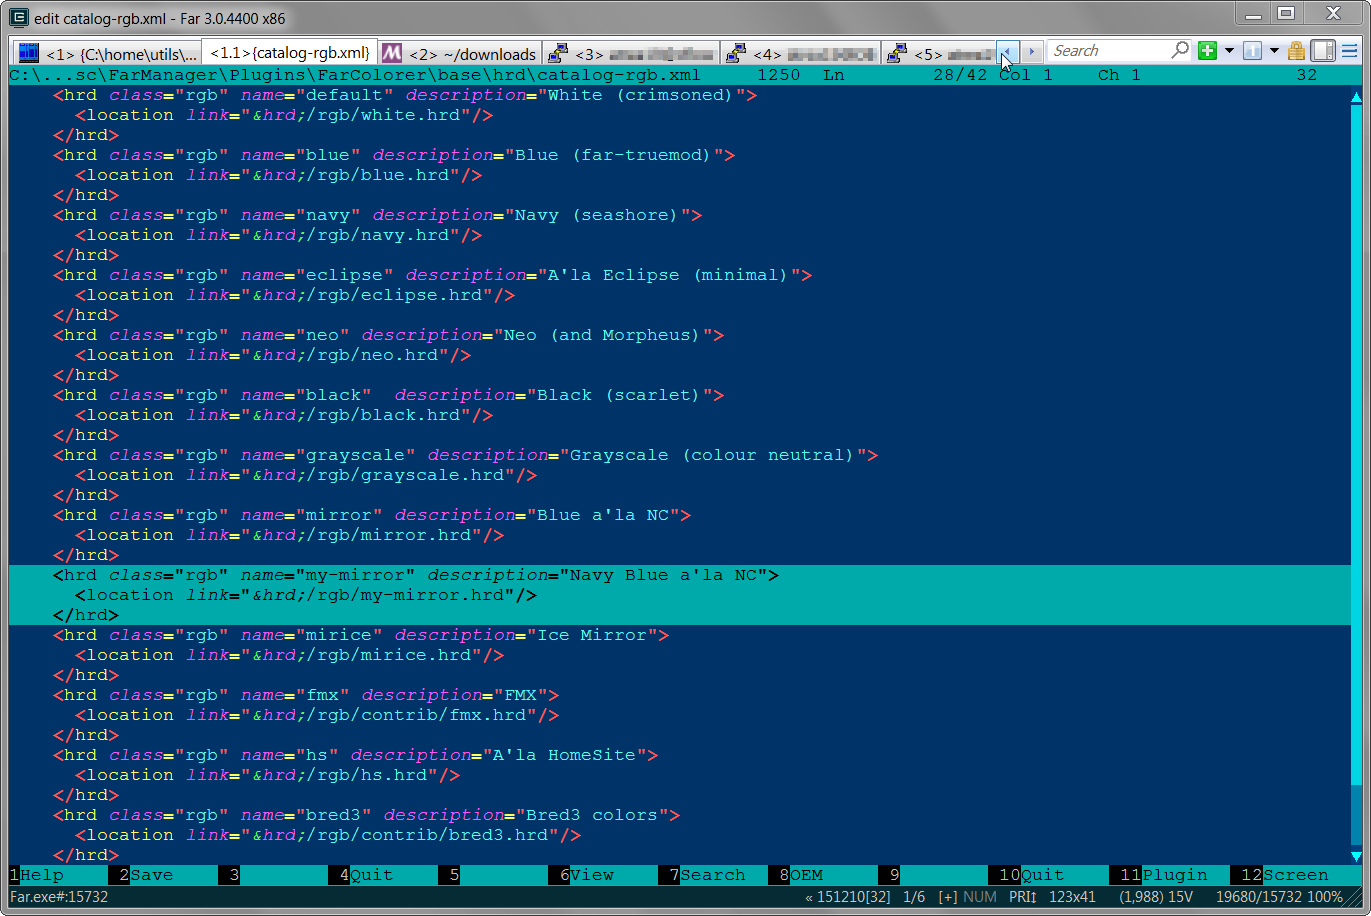 edit catalog-rgb.xml - Far 3.0.4400 x86
<1> {C:\home\utils\... <1.1>{catalog-rgb.xml} <2> ~/downloads <3> <4> <5> Search
C:\...sc\FarManager\Plugins\FarColorer\base\hrd\catalog-rgb.xml 1250 Ln 28/42 Col 1 Ch 1 32
<hrd class="rgb" name="default" description="White (crimsoned)">
<location link="&hrd;/rgb/white.hrd"/>
</hrd>
<hrd class="rgb" name="blue" description="Blue (far-truemod)">
<location link="&hrd;/rgb/blue.hrd"/>
</hrd>
<hrd class="rgb" name="navy" description="Navy (seashore)">
<location link="&hrd;/rgb/navy.hrd"/>
</hrd>
<hrd class="rgb" name="eclipse" description="A'la Eclipse (minimal)">
<location link="&hrd;/rgb/eclipse.hrd"/>
</hrd>
<hrd class="rgb" name="neo" description="Neo (and Morpheus)">
<location link="&hrd;/rgb/neo.hrd"/>
</hrd>
<hrd class="rgb" name="black"  description="Black (scarlet)">
<location link="&hrd;/rgb/black.hrd"/>
</hrd>
<hrd class="rgb" name="grayscale" description="Grayscale (colour neutral)">
<location link="&hrd;/rgb/grayscale.hrd"/>
</hrd>
<hrd class="rgb" name="mirror" description="Blue a'la NC">
<location link="&hrd;/rgb/mirror.hrd"/>
</hrd>
<hrd class="rgb" name="my-mirror" description="Navy Blue a'la NC">
<location link="&hrd;/rgb/my-mirror.hrd"/>
</hrd>
<hrd class="rgb" name="mirice" description="Ice Mirror">
<location link="&hrd;/rgb/mirice.hrd"/>
</hrd>
<hrd class="rgb" name="fmx" description="FMX">
<location link="&hrd;/rgb/contrib/fmx.hrd"/>
</hrd>
<hrd class="rgb" name="hs" description="A'la HomeSite">
<location link="&hrd;/rgb/hs.hrd"/>
</hrd>
<hrd class="rgb" name="bred3" description="Bred3 colors">
<location link="&hrd;/rgb/contrib/bred3.hrd"/>
</hrd>
1Help 2Save 3 4Quit 5 6View 7Search 8OEM 9 10Quit 11Plugin 12Screen
Far.exe#:15732 « 151210[32] 1/6 [+] NUM PRI↕ 123x41 (1,988) 15V 19680/15732 100%